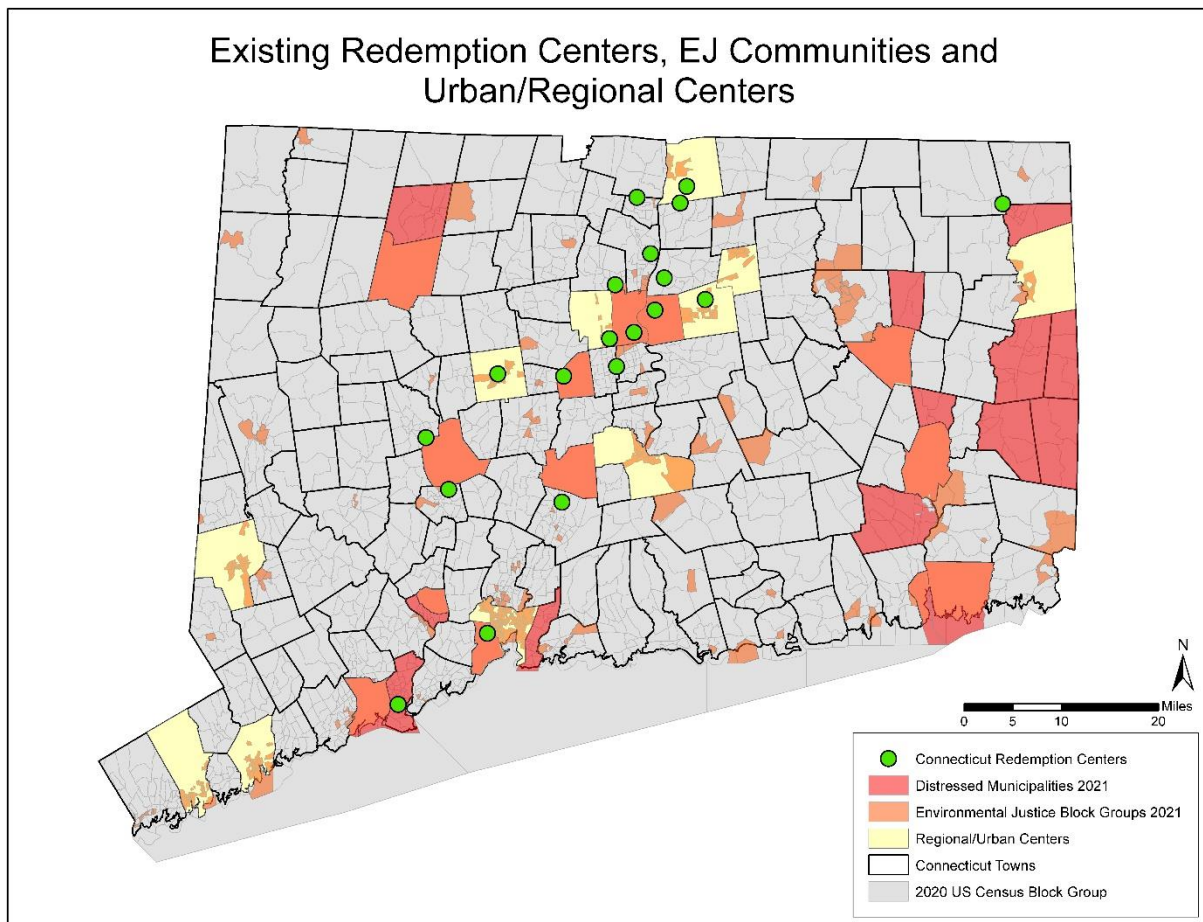 Existing Redemption Centers, EJ Communities and
Urban/Regional Centers
N
Miles
0 5 10 20
Connecticut Redemption Centers
Distressed Municipalities 2021
Environmental Justice Block Groups 2021
Regional/Urban Centers
Connecticut Towns
2020 US Census Block Group